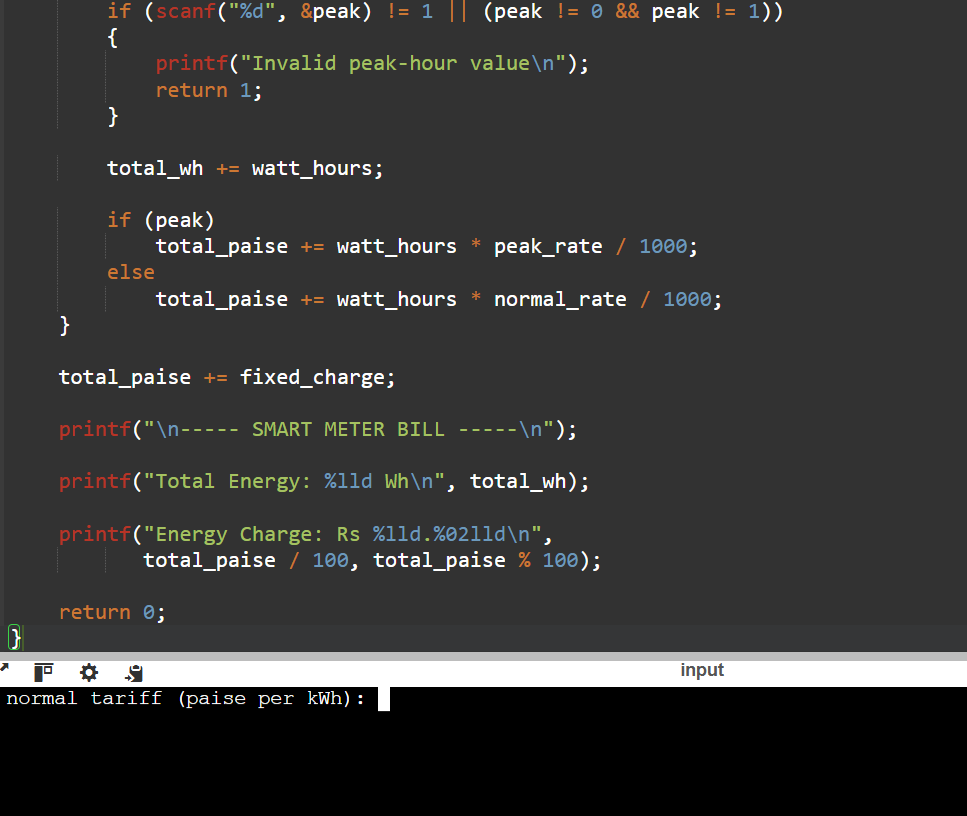 if (scanf("%d", &peak) != 1 || (peak != 0 && peak != 1))
{
printf("Invalid peak-hour value\n");
return 1;
}
total_wh += watt_hours;
if (peak)
total_paise += watt_hours * peak_rate / 1000;
else
total_paise += watt_hours * normal_rate / 1000;
}
total_paise += fixed_charge;
printf("\n----- SMART METER BILL -----\n");
printf("Total Energy: %lld Wh\n", total_wh);
printf("Energy Charge: Rs %lld.%02lld\n",
total_paise / 100, total_paise % 100);
return 0;
}
input
normal tariff (paise per kWh):